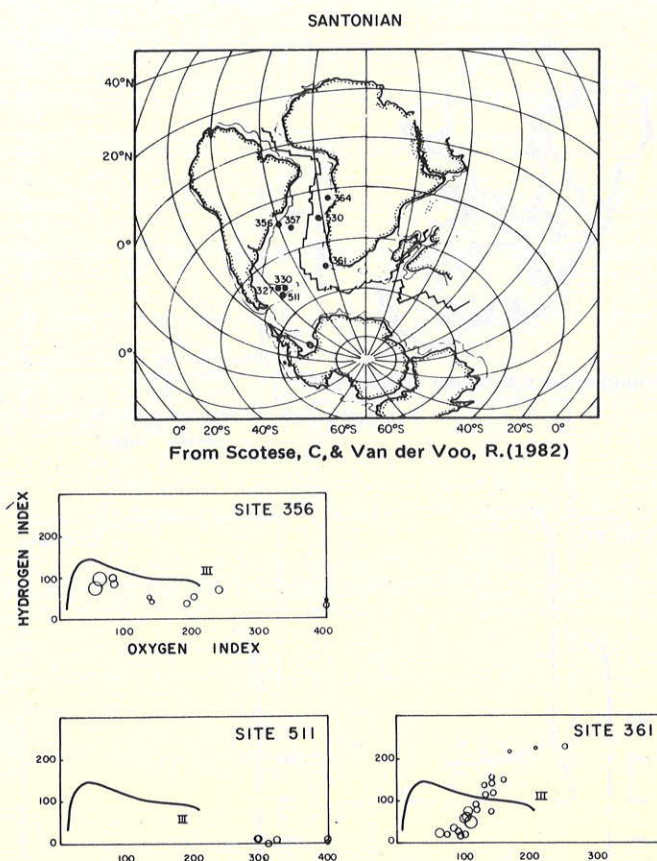 SANTONIAN
40°N
20°N
0°
0°
364
356
357
530
361
330
327
511
0° 20°S 40°S 60°S 60°S 40°S 20°S 0°
From Scotese, C,& Van der Voo, R.(1982)
SITE 356
HYDROGEN INDEX
200
100
0
III
100 200 300 400
OXYGEN INDEX
SITE 511
200
100
0
III
100 200 300 400
SITE 361
200
100
0
III
100 200 300